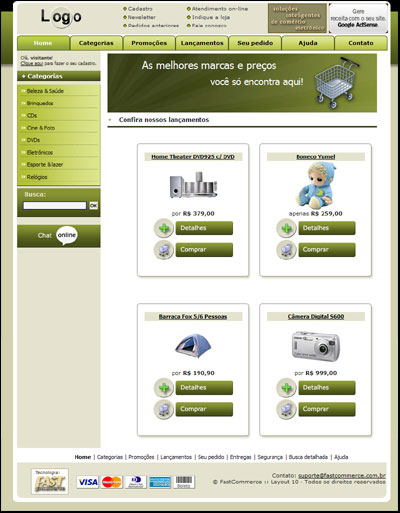 Logo
Cadastro
Newsletter
Pedidos anteriores
Atendimento on-line
Indique a loja
Fale conosco
soluções
inteligentes
de comércio
eletrônico
Gere
receita com o seu site.
Google AdSense
Home
Categorias
Promoções
Lançamentos
Seu pedido
Ajuda
Contato
Olá, visitante!
Clique aqui para fazer o seu cadastro.
+ Categorias
Beleza & Saúde
Brinquedos
CDs
Cine & Foto
DVDs
Eletrônicos
Esporte & lazer
Relógios
Busca:
OK
Chat online
As melhores marcas e preços
você só encontra aqui!
Confira nossos lançamentos
Home Theater DVD925 c/ DVD
por R$ 379,00
Detalhes
Comprar
Boneco Yumel
apenas R$ 259,00
Detalhes
Comprar
Barraca Fox 5/6 Pessoas
por R$ 190,90
Detalhes
Comprar
Câmera Digital S600
por R$ 999,00
Detalhes
Comprar
Home | Categorias | Promoções | Lançamentos | Seu pedido | Entregas | Segurança | Busca detalhada | Ajuda
Tecnologia:
FAST
commerce
VISA
MasterCard
Boleto
Contato: suporte@fastcommerce.com.br
© FastCommerce :: Layout 10 - Todos os direitos reservados